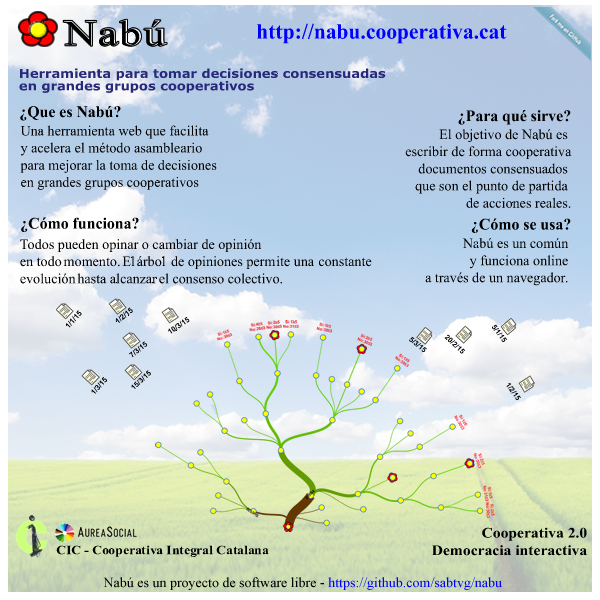 Nabú
http://nabu.cooperativa.cat
Fork me on GitHub
Herramienta para tomar decisiones consensuadas
en grandes grupos cooperativos
¿Que es Nabú?
Una herramienta web que facilita
y acelera el método asambleario
para mejorar la toma de decisiones
en grandes grupos cooperativos
¿Para qué sirve?
El objetivo de Nabú es
escribir de forma cooperativa
documentos consensuados
que son el punto de partida
de acciones reales.
¿Cómo funciona?
Todos pueden opinar o cambiar de opinión
en todo momento. El árbol de opiniones permite una constante
evolución hasta alcanzar el consenso colectivo.
¿Cómo se usa?
Nabú es un común
y funciona online
a través de un navegador.
1/1/15
1/2/15
10/3/15
7/3/15
1/3/15
15/3/15
5/3/15
20/2/15
5/1/15
1/2/15
AUREASOCIAL
CIC - Cooperativa Integral Catalana
Cooperativa 2.0
Democracia interactiva
Nabú es un proyecto de software libre - https://github.com/sabtvg/nabu